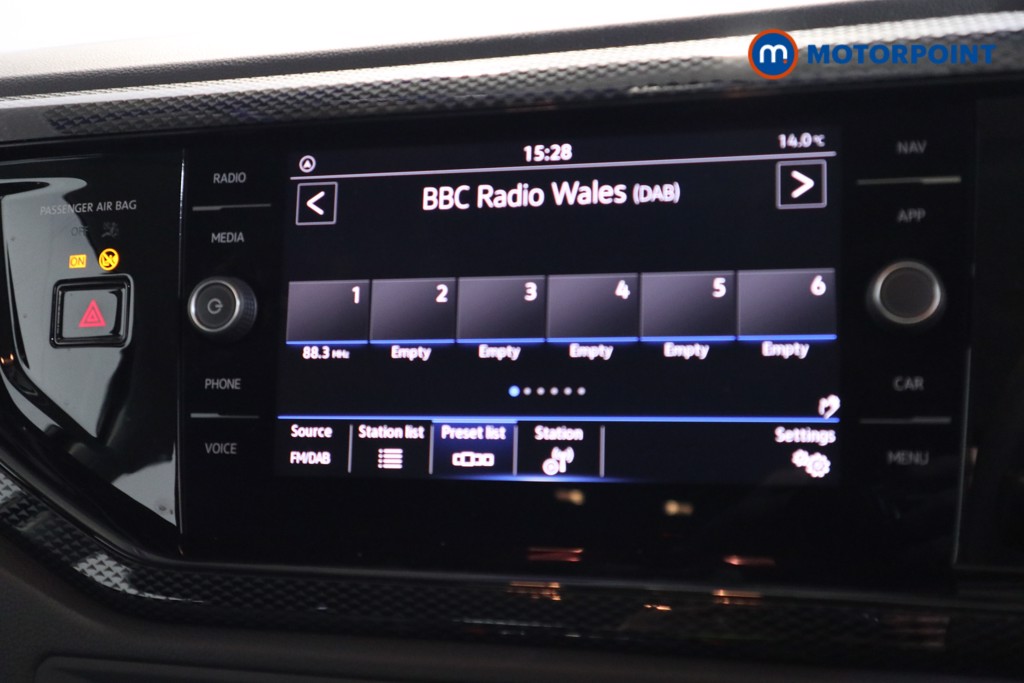 m MOTORPOINT
NAV
RADIO
15:28
14.0°C
PASSENGER AIR BAG
OFF
ON
MEDIA
< BBC Radio Wales (DAB) >
APP
1 2 3 4 5 6
88.3 MHz Empty Empty Empty Empty Empty
PHONE
CAR
Source Station list Preset list Station Settings
FM/DAB
VOICE
MENU